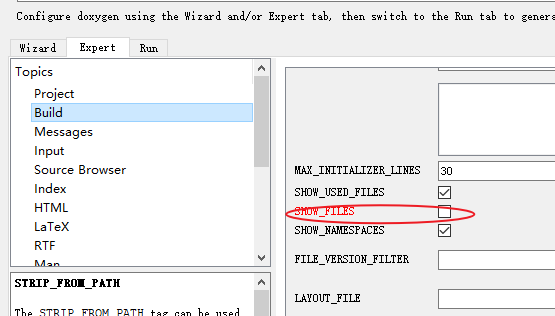 Configure doxygen using the Wizard and/or Expert tab, then switch to the Run tab to gener
Wizard Expert Run
Topics
Project
Build
Messages
Input
Source Browser
Index
HTML
LaTeX
RTF
Man
STRIP_FROM_PATH
The STRIP_FROM_PATH tag can be used
MAX_INITIALIZER_LINES 30
SHOW_USED_FILES
SHOW_FILES
SHOW_NAMESPACES
FILE_VERSION_FILTER
LAYOUT_FILE